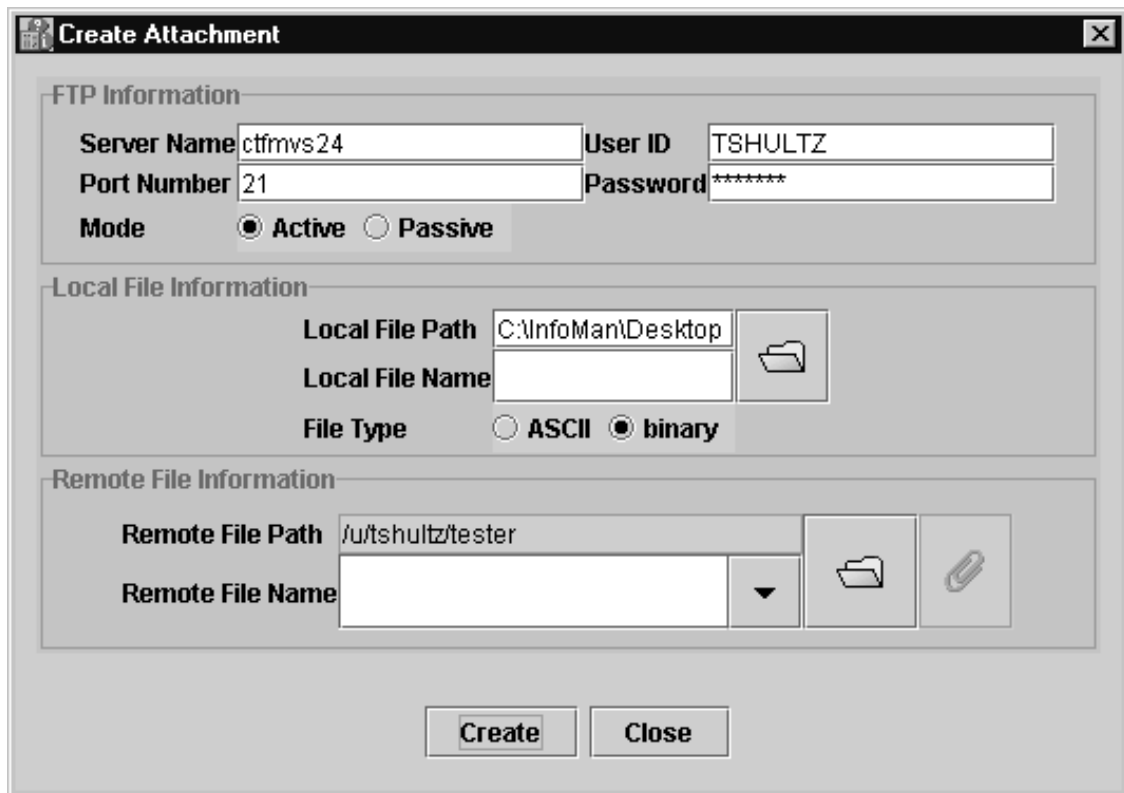 Create Attachment
FTP Information
Server Name ctfmvs24 User ID TSHULTZ
Port Number 21 Password *******
Mode Active Passive
Local File Information
Local File Path C:\InfoMan\Desktop
Local File Name
File Type ASCII binary
Remote File Information
Remote File Path /u/tshultz/tester
Remote File Name
Create Close